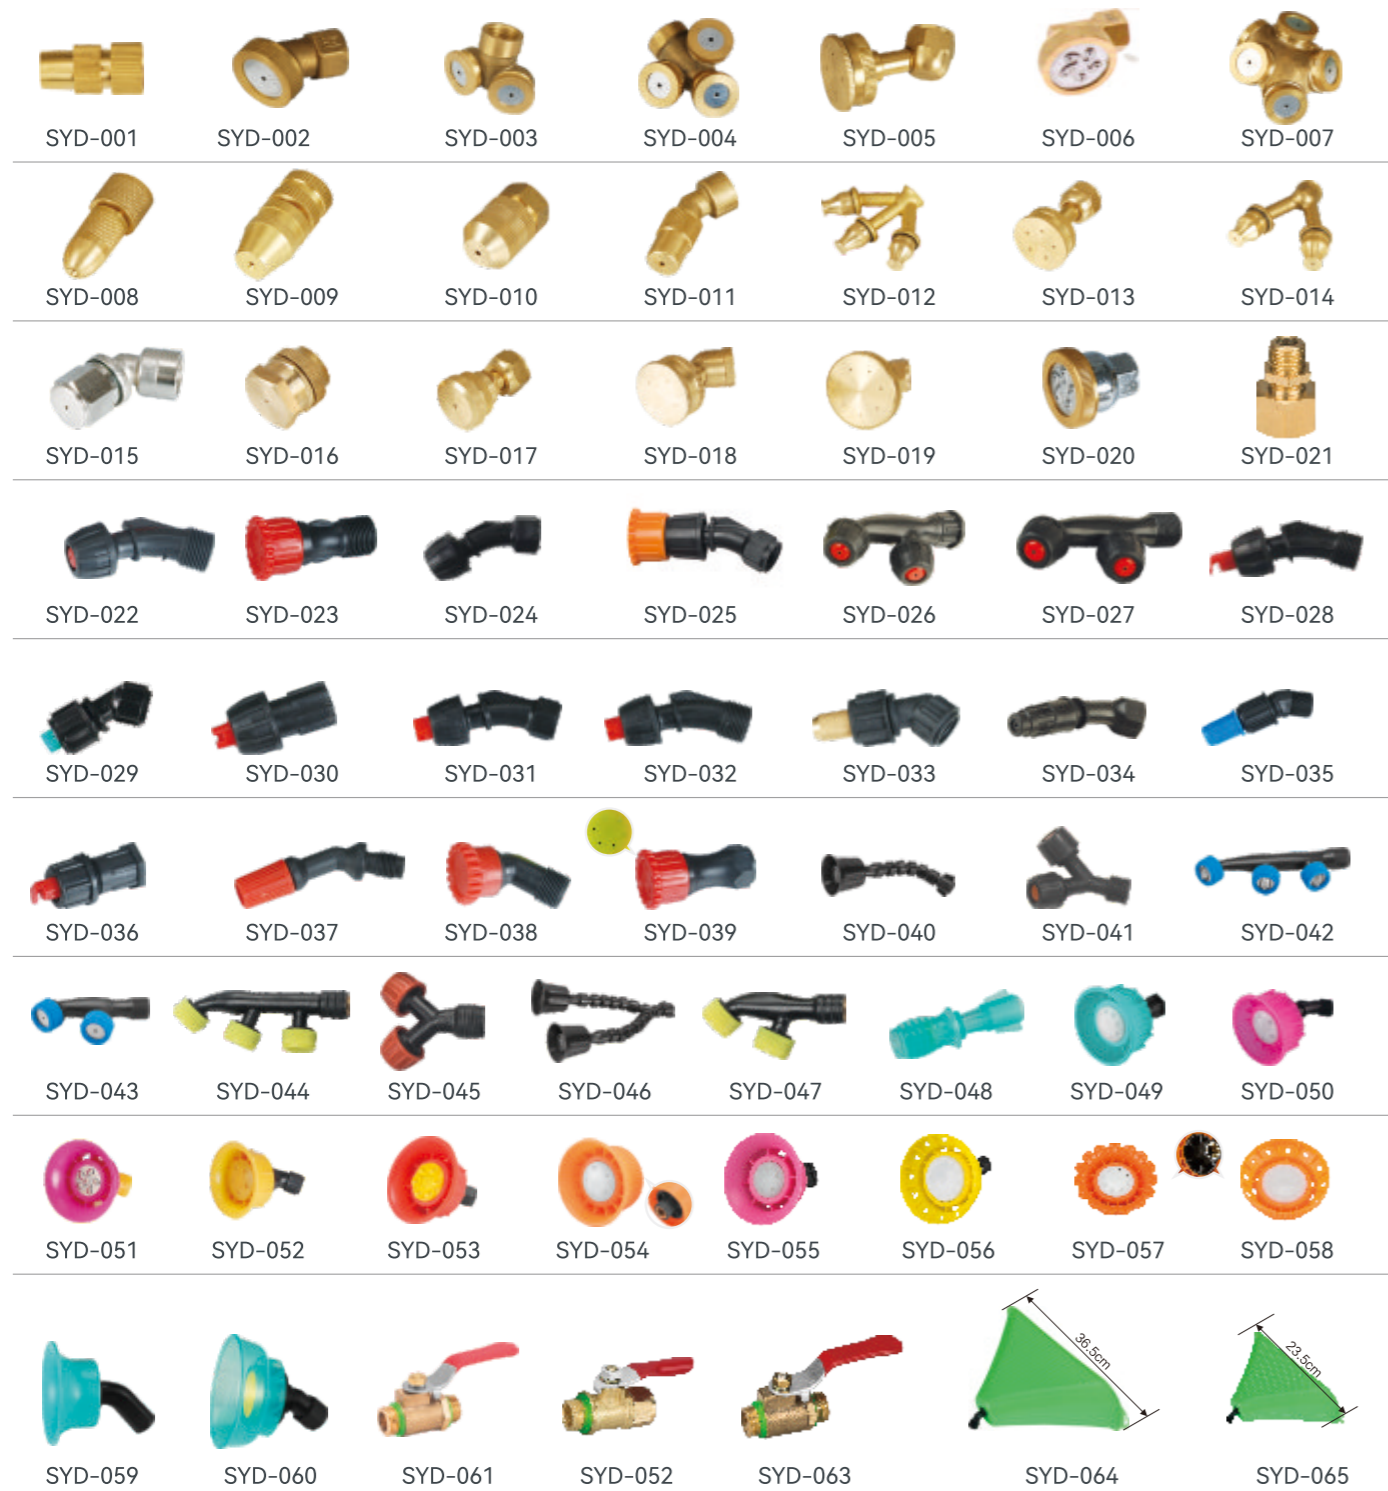 SYD-001 SYD-002 SYD-003 SYD-004 SYD-005 SYD-006 SYD-007
SYD-008 SYD-009 SYD-010 SYD-011 SYD-012 SYD-013 SYD-014
SYD-015 SYD-016 SYD-017 SYD-018 SYD-019 SYD-020 SYD-021
SYD-022 SYD-023 SYD-024 SYD-025 SYD-026 SYD-027 SYD-028
SYD-029 SYD-030 SYD-031 SYD-032 SYD-033 SYD-034 SYD-035
SYD-036 SYD-037 SYD-038 SYD-039 SYD-040 SYD-041 SYD-042
SYD-043 SYD-044 SYD-045 SYD-046 SYD-047 SYD-048 SYD-049 SYD-050
SYD-051 SYD-052 SYD-053 SYD-054 SYD-055 SYD-056 SYD-057 SYD-058
36.5cm
23.5cm
SYD-059 SYD-060 SYD-061 SYD-052 SYD-063 SYD-064 SYD-065